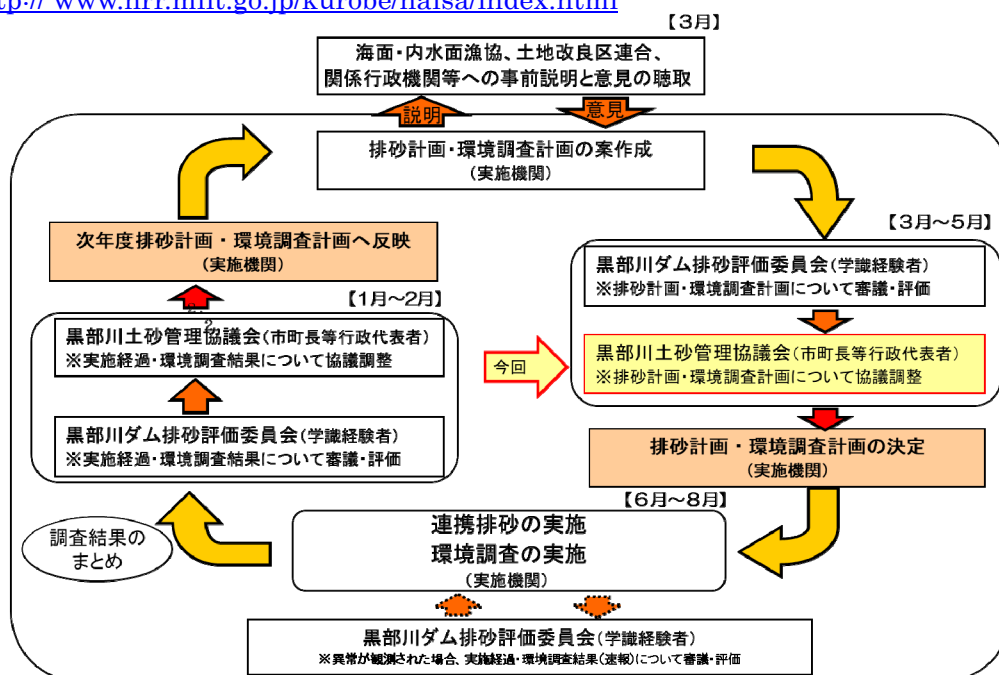 http:// www.hrr.mlit.go.jp/kurobe/haisa/index.html
【3月】
海面・内水面漁協、土地改良区連合、
関係行政機関等への事前説明と意見の聴取
説明
意見
排砂計画・環境調査計画の案作成
(実施機関)
【3月～5月】
黒部川ダム排砂評価委員会(学識経験者)
※排砂計画・環境調査計画について審議・評価
今回
黒部川土砂管理協議会(市町長等行政代表者)
※排砂計画・環境調査計画について協議調整
排砂計画・環境調査計画の決定
(実施機関)
【6月～8月】
連携排砂の実施
環境調査の実施
(実施機関)
黒部川ダム排砂評価委員会(学識経験者)
※異常が観測された場合、実施経過・環境調査結果(速報)について審議・評価
調査結果の
まとめ
【1月～2月】
黒部川ダム排砂評価委員会(学識経験者)
※実施経過・環境調査結果について審議・評価
黒部川土砂管理協議会(市町長等行政代表者)
※実施経過・環境調査結果について協議調整
次年度排砂計画・環境調査計画へ反映
(実施機関)